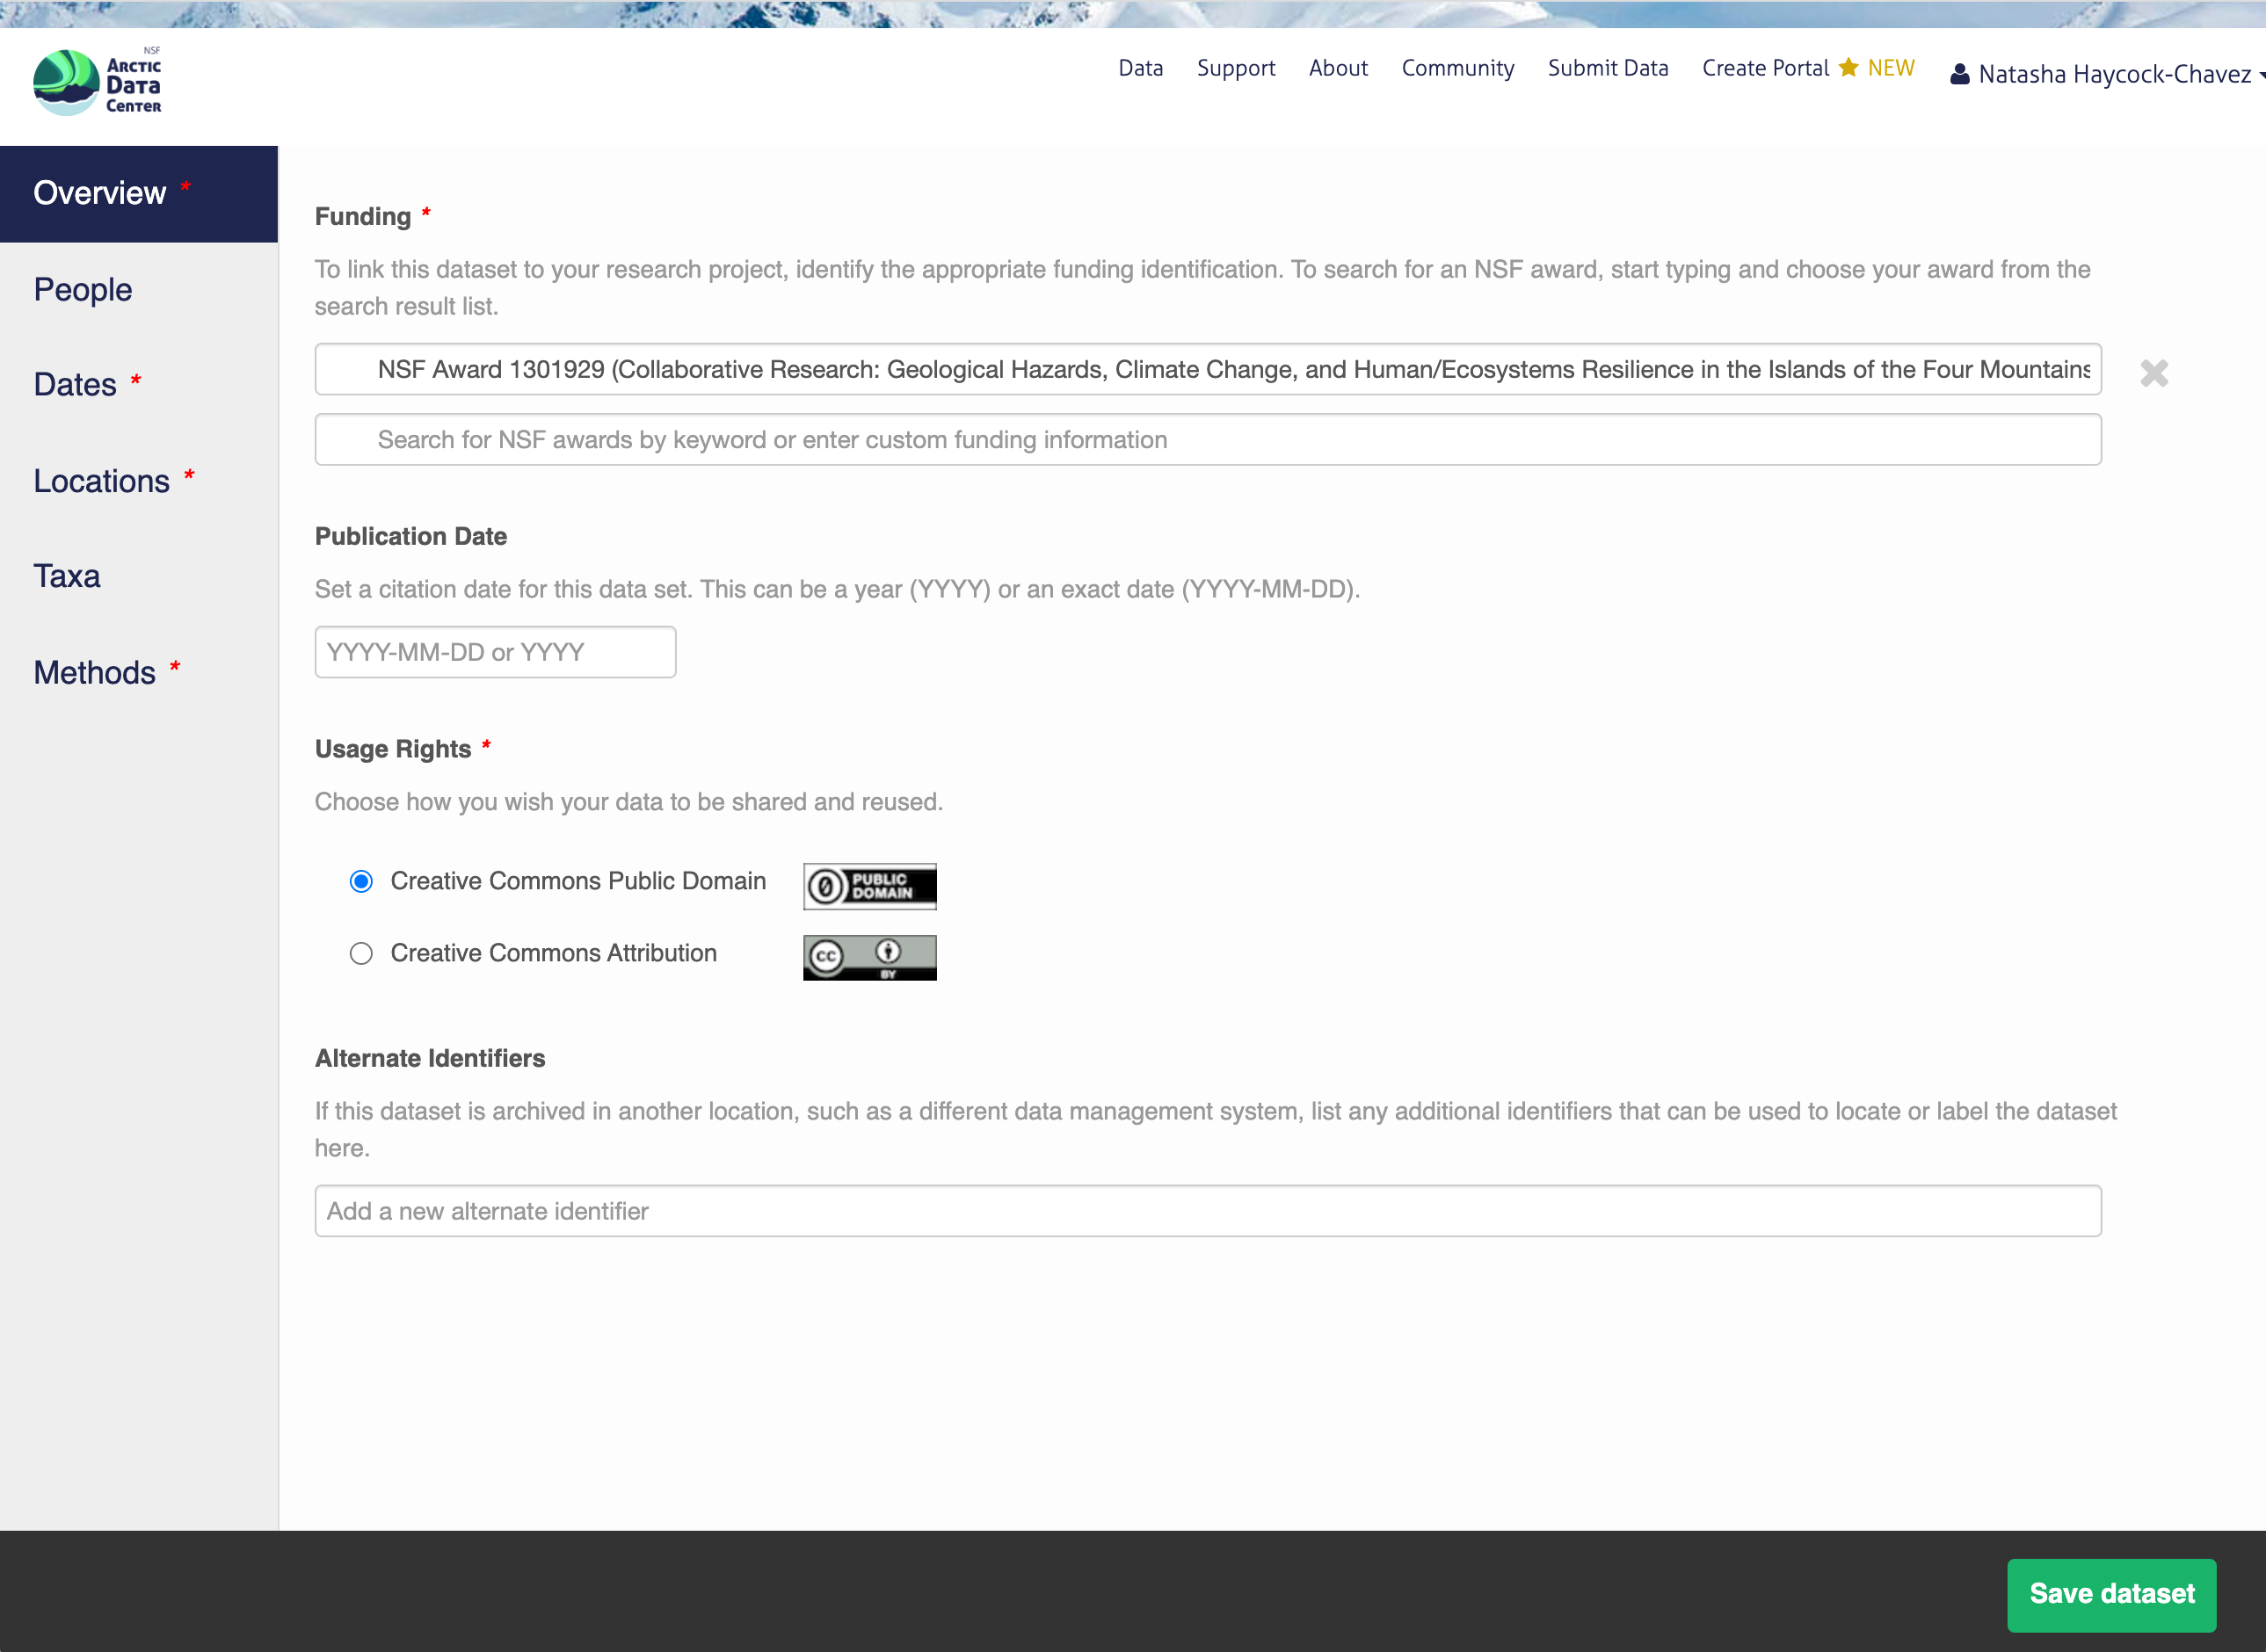 NSF
ARCTIC
DATA
CENTER
Data Support About Community Submit Data Create Portal NEW Natasha Haycock-Chavez
Overview *
People
Dates *
Locations *
Taxa
Methods *
Funding *
To link this dataset to your research project, identify the appropriate funding identification. To search for an NSF award, start typing and choose your award from the
search result list.
NSF Award 1301929 (Collaborative Research: Geological Hazards, Climate Change, and Human/Ecosystems Resilience in the Islands of the Four Mountains
Search for NSF awards by keyword or enter custom funding information
Publication Date
Set a citation date for this data set. This can be a year (YYYY) or an exact date (YYYY-MM-DD).
YYYY-MM-DD or YYYY
Usage Rights *
Choose how you wish your data to be shared and reused.
Creative Commons Public Domain
0 PUBLIC
DOMAIN
Creative Commons Attribution
cc
BY
Alternate Identifiers
If this dataset is archived in another location, such as a different data management system, list any additional identifiers that can be used to locate or label the dataset
here.
Add a new alternate identifier
Save dataset